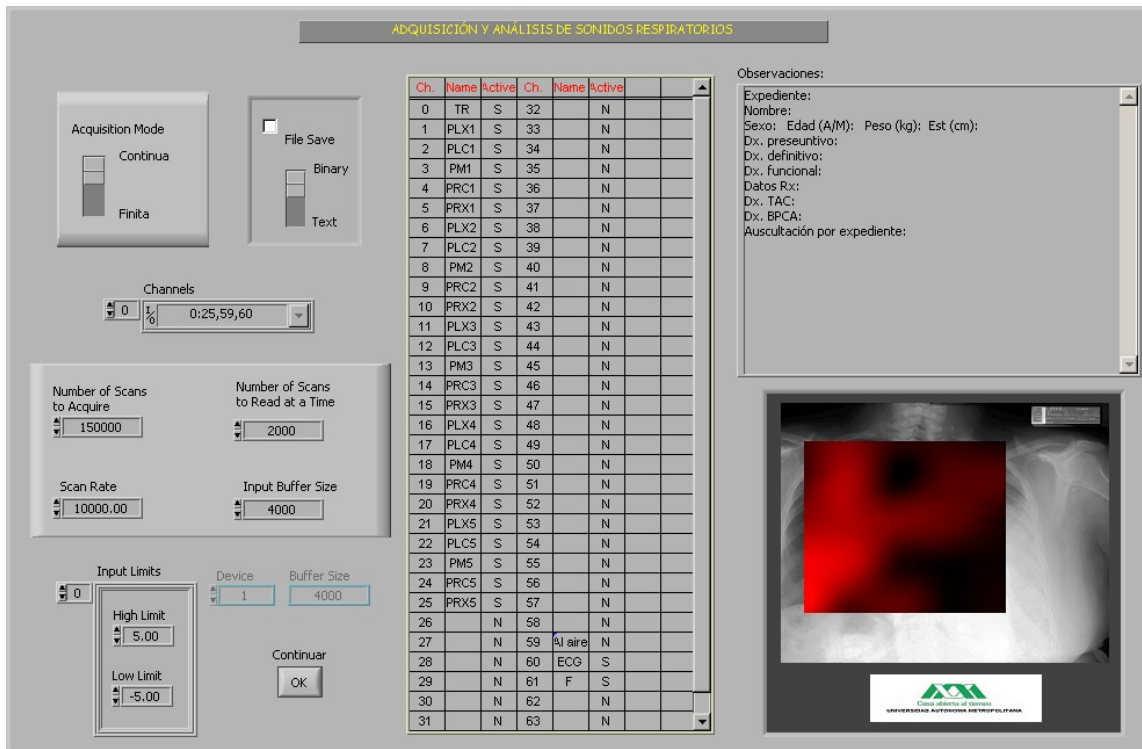 ADQUISICIÓN Y ANÁLISIS DE SONIDOS RESPIRATORIOS
Acquisition Mode
Continua
Finita
File Save
Binary
Text
Channels
0 0:25,59,60
Number of Scans
to Acquire
150000
Number of Scans
to Read at a Time
2000
Scan Rate
10000.00
Input Buffer Size
4000
Input Limits
0
High Limit
5.00
Low Limit
-5.00
Device
1
Buffer Size
4000
Continuar
OK
Ch. Name Active Ch. Name Active
0 TR S 32 N
1 PLX1 S 33 N
2 PLC1 S 34 N
3 PM1 S 35 N
4 PRC1 S 36 N
5 PRX1 S 37 N
6 PLX2 S 38 N
7 PLC2 S 39 N
8 PM2 S 40 N
9 PRC2 S 41 N
10 PRX2 S 42 N
11 PLX3 S 43 N
12 PLC3 S 44 N
13 PM3 S 45 N
14 PRC3 S 46 N
15 PRX3 S 47 N
16 PLX4 S 48 N
17 PLC4 S 49 N
18 PM4 S 50 N
19 PRC4 S 51 N
20 PRX4 S 52 N
21 PLX5 S 53 N
22 PLC5 S 54 N
23 PM5 S 55 N
24 PRC5 S 56 N
25 PRX5 S 57 N
26 N 58 N
27 N 59 Al aire N
28 N 60 ECG S
29 N 61 F S
30 N 62 N
31 N 63 N
Observaciones:
Expediente:
Nombre:
Sexo: Edad (A/M): Peso (kg): Est (cm):
Dx. preseuntivo:
Dx. definitivo:
Dx. funcional:
Datos Rx:
Dx. TAC:
Dx. BPCA:
Auscultación por expediente:
Casa abierta al tiempo
UNIVERSIDAD AUTONOMA METROPOLITANA